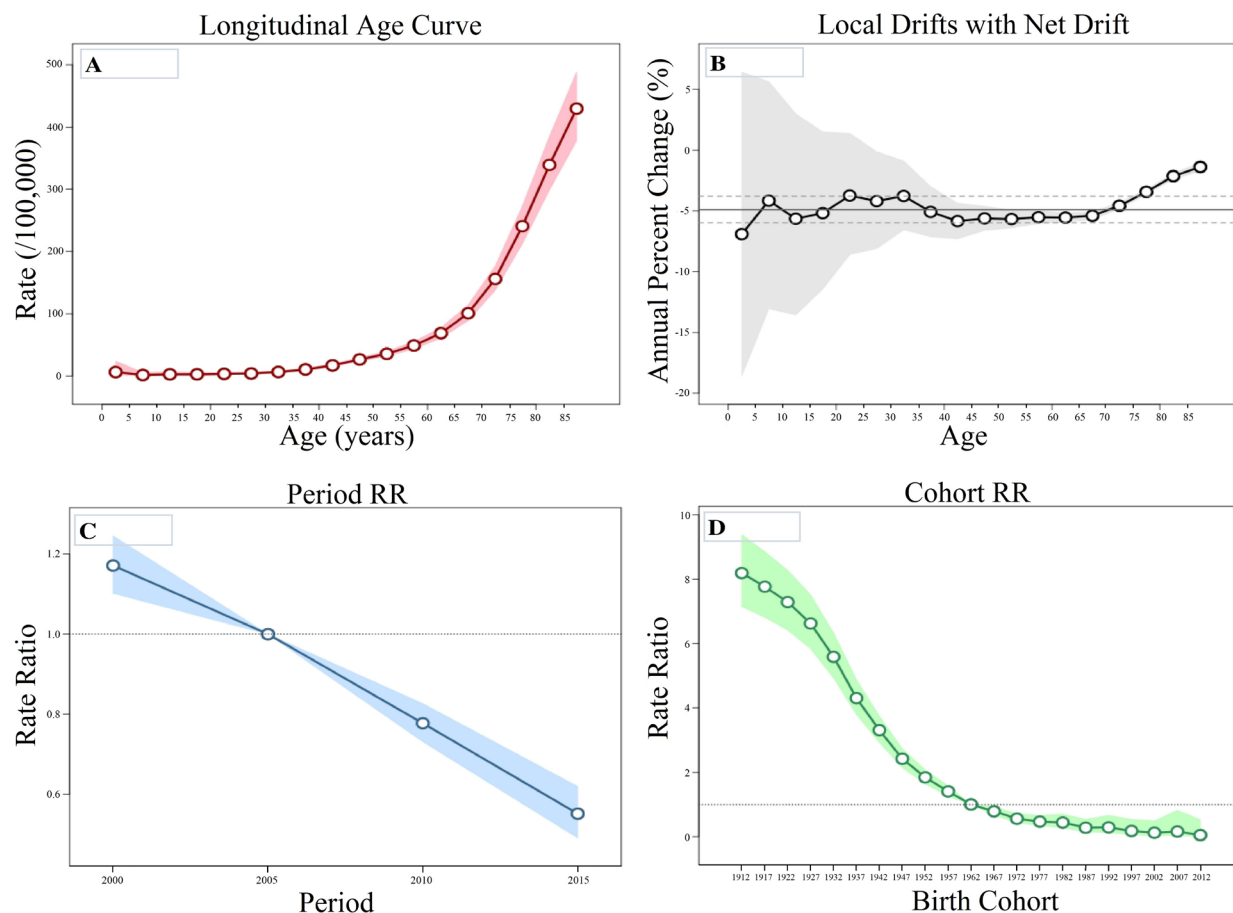 Longitudinal Age Curve
A
Rate (/100,000)
500
400
300
200
100
0
0 5 10 15 20 25 30 35 40 45 50 55 60 65 70 75 80 85
Age (years)
Local Drifts with Net Drift
B
Annual Percent Change (%)
5
0
-5
-10
-15
-20
0 5 10 15 20 25 30 35 40 45 50 55 60 65 70 75 80 85
Age
Period RR
C
Rate Ratio
1.2
1.0
0.8
0.6
2000 2005 2010 2015
Period
Cohort RR
D
Rate Ratio
10
8
6
4
2
0
1912 1917 1922 1927 1932 1937 1942 1947 1952 1957 1962 1967 1972 1977 1982 1987 1992 1997 2002 2007 2012
Birth Cohort